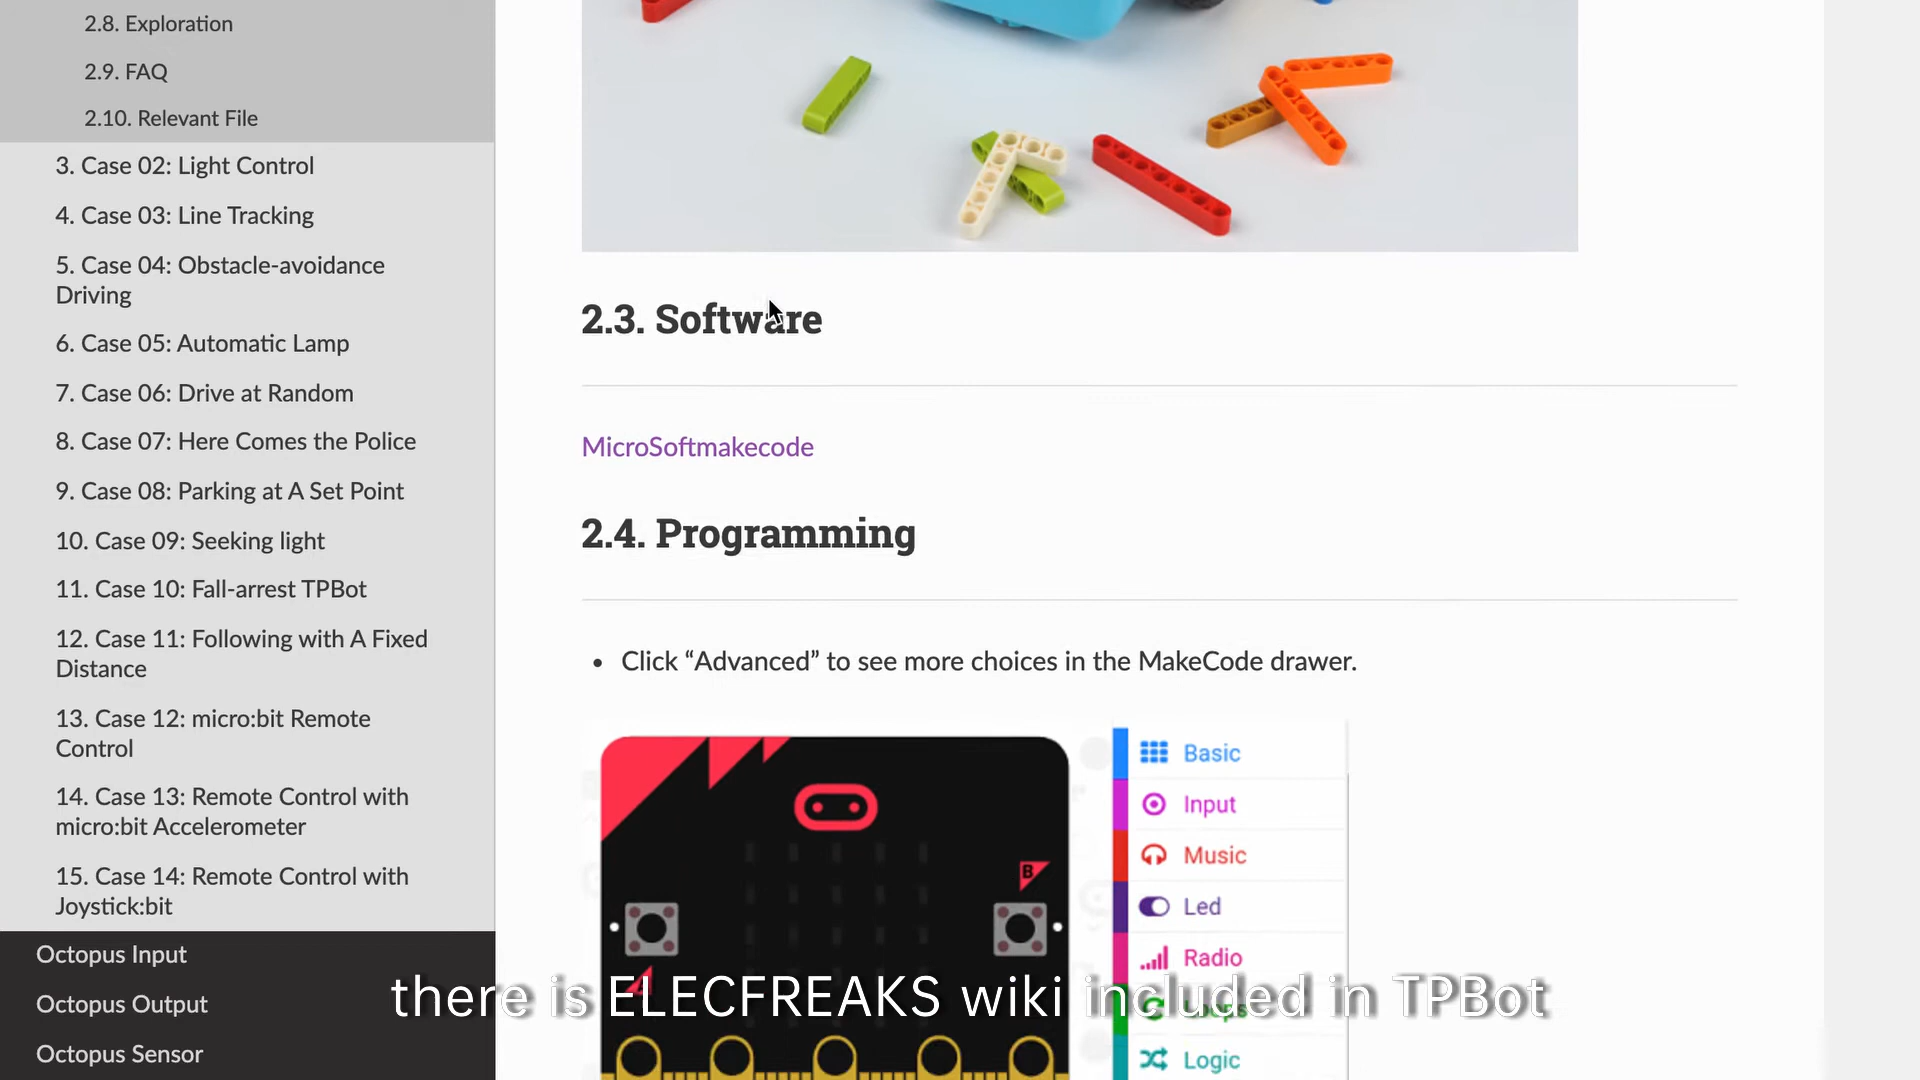 2.8. Exploration
2.9. FAQ
2.10. Relevant File
3. Case 02: Light Control
4. Case 03: Line Tracking
5. Case 04: Obstacle-avoidance
Driving
6. Case 05: Automatic Lamp
7. Case 06: Drive at Random
8. Case 07: Here Comes the Police
9. Case 08: Parking at A Set Point
10. Case 09: Seeking light
11. Case 10: Fall-arrest TPBot
12. Case 11: Following with A Fixed
Distance
13. Case 12: micro:bit Remote
Control
14. Case 13: Remote Control with
micro:bit Accelerometer
15. Case 14: Remote Control with
Joystick:bit
Octopus Input
Octopus Output
Octopus Sensor
2.3. Software
MicroSoftmakecode
2.4. Programming
• Click “Advanced” to see more choices in the MakeCode drawer.
B
A
Basic
Input
Music
Led
Radio
Loops
Logic
there is ELECFREAKS wiki included in TPBot